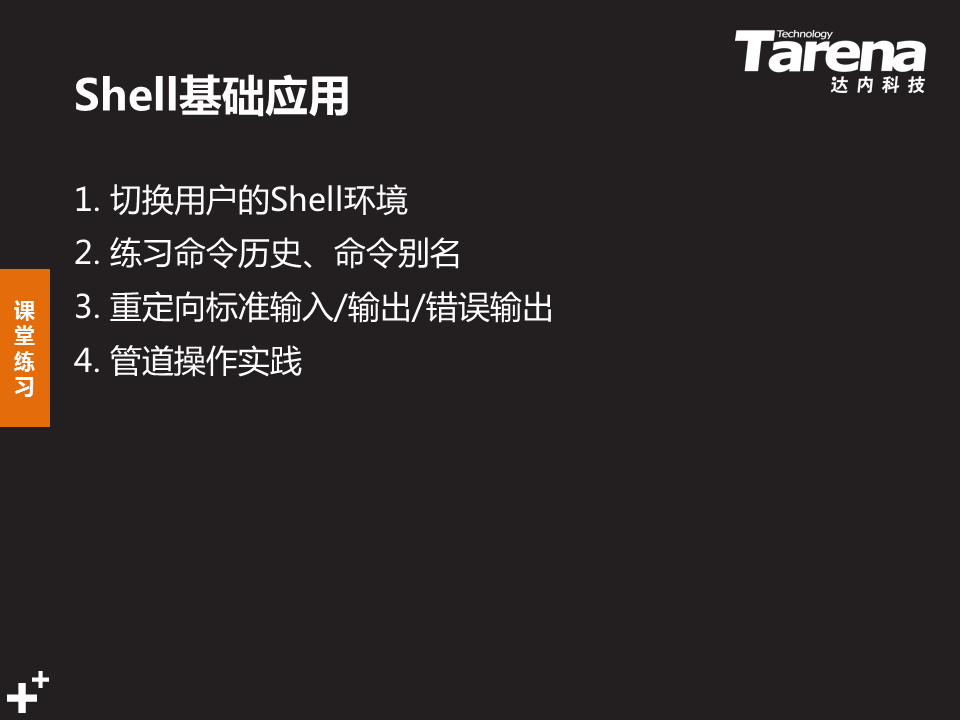 Technology
Tarena
达内科技
Shell基础应用
1. 切换用户的Shell环境
2. 练习命令历史、命令别名
3. 重定向标准输入/输出/错误输出
4. 管道操作实践
课
堂
练
习